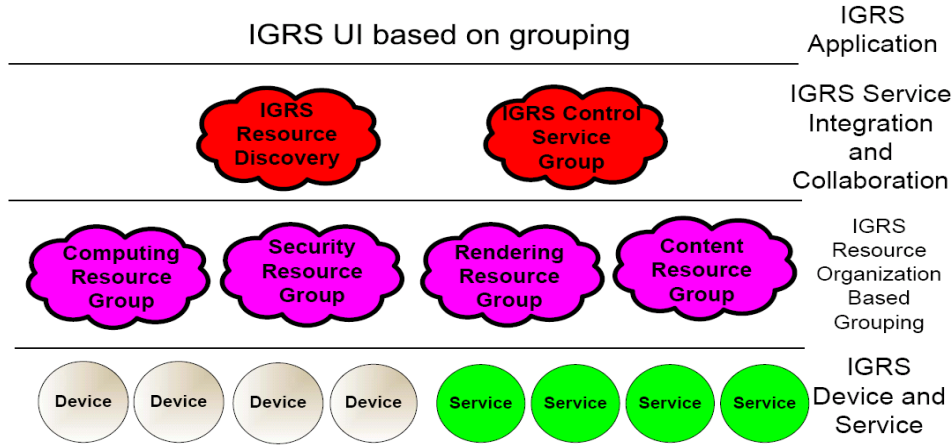 IGRS UI based on grouping
IGRS
Application
IGRS
Resource
Discovery
IGRS Control
Service
Group
IGRS Service
Integration
and
Collaboration
Computing
Resource
Group
Security
Resource
Group
Rendering
Resource
Group
Content
Resource
Group
IGRS
Resource
Organization
Based
Grouping
Device
Device
Device
Device
Service
Service
Service
Service
IGRS
Device and
Service